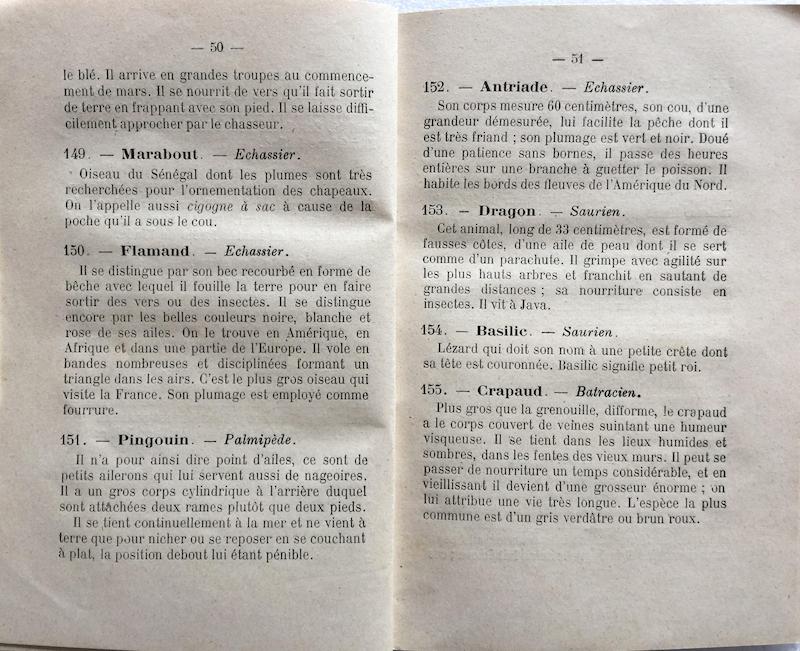 — 50 —
le blé. Il arrive en grandes troupes au commence-
ment de mars. Il se nourrit de vers qu'il fait sortir
de terre en frappant avec son pied. Il se laisse diffi-
cilement approcher par le chasseur.
149. — Marabout. — Echassier.
Oiseau du Sénégal dont les plumes sont très
recherchées pour l'ornementation des chapeaux.
On l'appelle aussi cigogne à sac à cause de la
poche qu'il a sous le cou.
150. — Flamand. — Echassier.
Il se distingue par son bec recourbé en forme de
bêche avec lequel il fouille la terre pour en faire
sortir des vers ou des insectes. Il se distingue
encore par les belles couleurs noire, blanche et
rose de ses ailes. On le trouve en Amérique, en
Afrique et dans une partie de l'Europe. Il vole en
bandes nombreuses et disciplinées formant un
triangle dans les airs. C'est le plus gros oiseau qui
visite la France. Son plumage est employé comme
fourrure.
151. — Pingouin. — Palmipède.
Il n'a pour ainsi dire point d'ailes, ce sont de
petits ailerons qui lui servent aussi de nageoires.
Il a un gros corps cylindrique à l'arrière duquel
sont attachées deux rames plutôt que deux pieds.
Il se tient continuellement à la mer et ne vient à
terre que pour nicher ou se reposer en se couchant
à plat, la position debout lui étant pénible.
— 51 —
152. — Antriade. — Echassier.
Son corps mesure 60 centimètres, son cou, d'une
grandeur démesurée, lui facilite la pêche dont il
est très friand ; son plumage est vert et noir. Doué
d'une patience sans bornes, il passe des heures
entières sur une branche à guetter le poisson. Il
habite les bords des fleuves de l'Amérique du Nord.
153. — Dragon. — Saurien.
Cet animal, long de 33 centimètres, est formé de
fausses côtes, d'une aile de peau dont il se sert
comme d'un parachute. Il grimpe avec agilité sur
les plus hauts arbres et franchit en sautant de
grandes distances ; sa nourriture consiste en
insectes. Il vit à Java.
154. — Basilic. — Saurien.
Lézard qui doit son nom à une petite crête dont
sa tête est couronnée. Basilic signifie petit roi.
155. — Crapaud. — Batracien.
Plus gros que la grenouille, difforme, le crapaud
a le corps couvert de veines suintant une humeur
visqueuse. Il se tient dans les lieux humides et
sombres, dans les fentes des vieux murs. Il peut se
passer de nourriture un temps considérable, et en
vieillissant il devient d'une grosseur énorme ; on
lui attribue une vie très longue. L'espèce la plus
commune est d'un gris verdâtre ou brun roux.